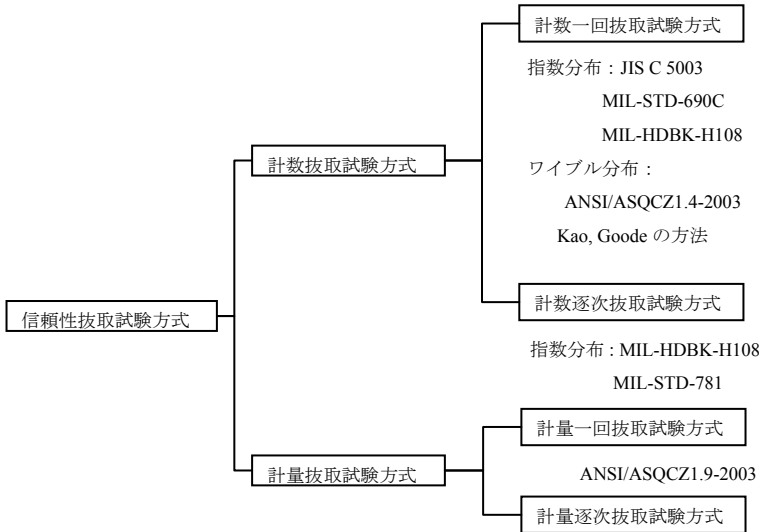 計数一回抜取試験方式
指数分布：JIS C 5003
MIL-STD-690C
MIL-HDBK-H108
計数抜取試験方式
ワイブル分布：
ANSI/ASQCZ1.4-2003
Kao, Goode の方法
信頼性抜取試験方式
計数逐次抜取試験方式
指数分布：MIL-HDBK-H108
MIL-STD-781
計量一回抜取試験方式
計量抜取試験方式
ANSI/ASQCZ1.9-2003
計量逐次抜取試験方式